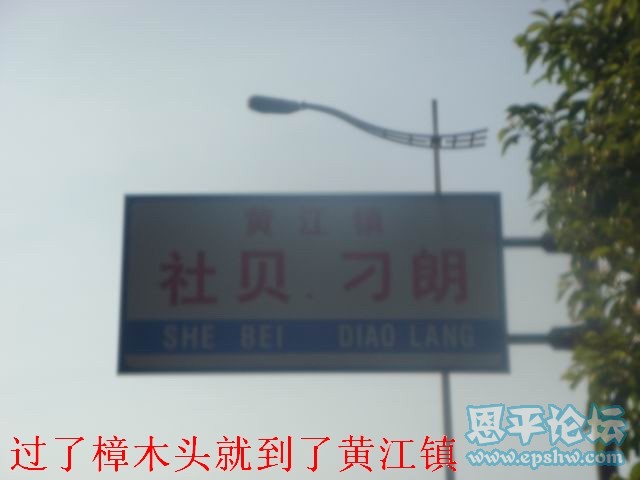 黄江镇
社贝、刁朗
SHE BEI DIAO LANG
过了樟木头就到了黄江镇
恩平论坛
www.epshw.com